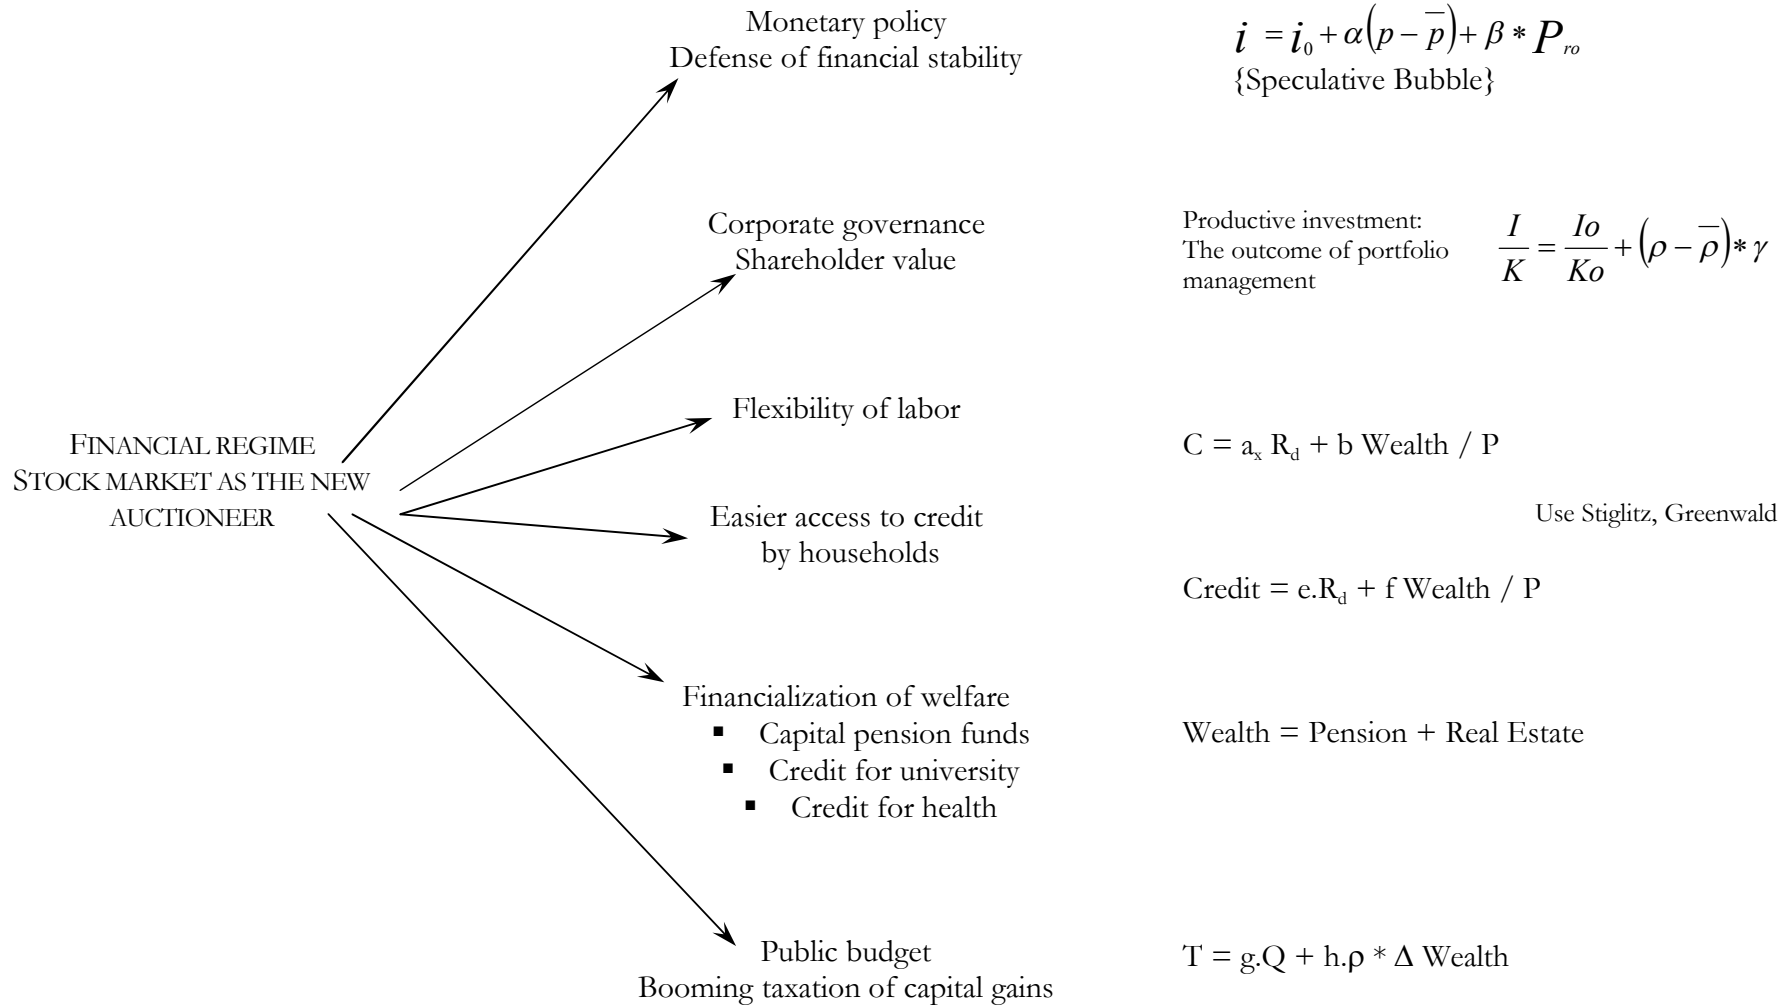 Monetary policy
Defense of financial stability
i = i₀ + α(p − p̅) + β * P_ro
{Speculative Bubble}
Corporate governance
Shareholder value
Productive investment:
The outcome of portfolio
management
I/K = Io/Ko + (ρ − ρ̅) * γ
Flexibility of labor
FINANCIAL REGIME
STOCK MARKET AS THE NEW
AUCTIONEER
C = aₓ R_d + b Wealth / P
Use Stiglitz, Greenwald
Easier access to credit
by households
Credit = e.R_d + f Wealth / P
Financialization of welfare
▪ Capital pension funds
▪ Credit for university
▪ Credit for health
Wealth = Pension + Real Estate
Public budget
Booming taxation of capital gains
T = g.Q + h.ρ * Δ Wealth